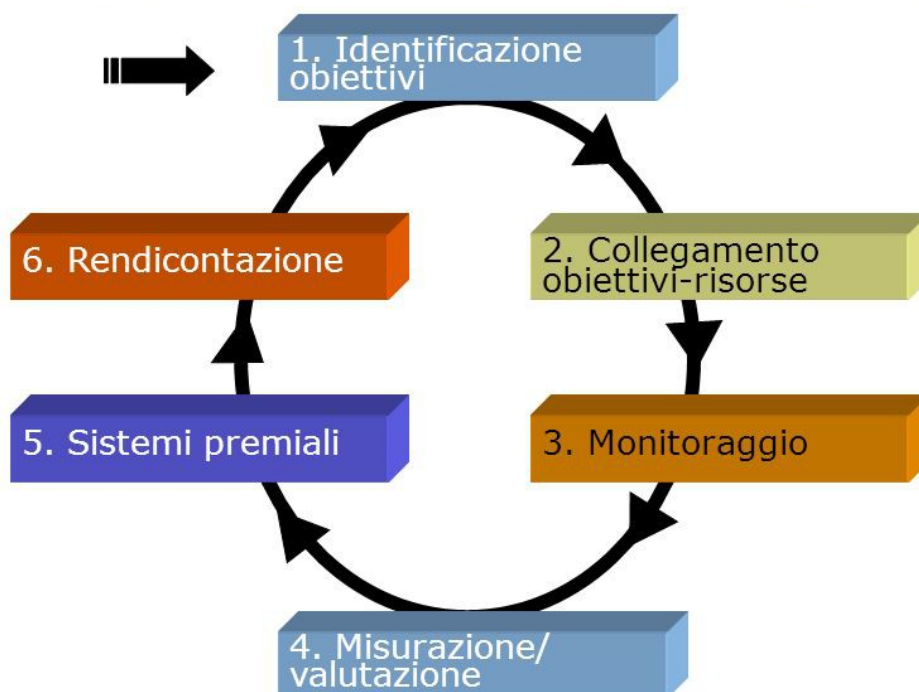 1. Identificazione
obiettivi
2. Collegamento
obiettivi-risorse
3. Monitoraggio
4. Misurazione/
valutazione
5. Sistemi premiali
6. Rendicontazione